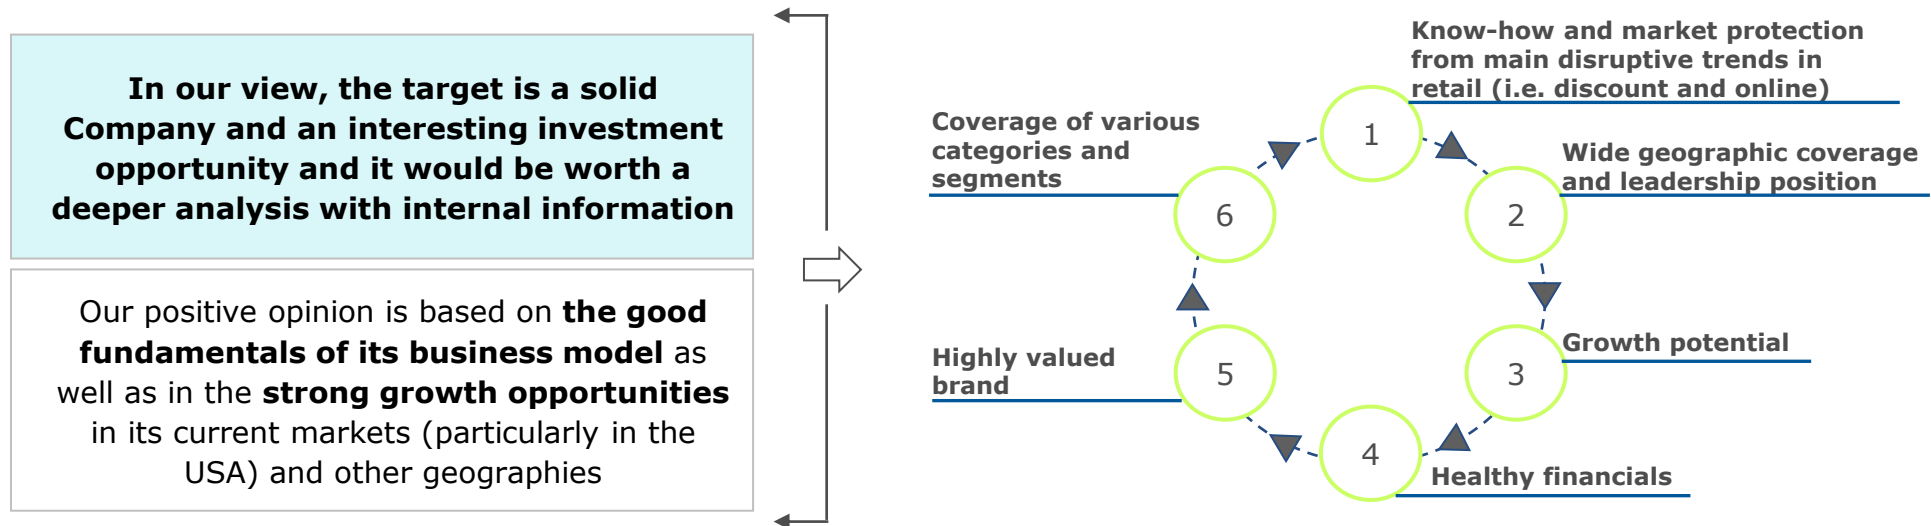 In our view, the target is a solid
Company and an interesting investment
opportunity and it would be worth a
deeper analysis with internal information
Our positive opinion is based on the good
fundamentals of its business model as
well as in the strong growth opportunities
in its current markets (particularly in the
USA) and other geographies
1
Know-how and market protection
from main disruptive trends in
retail (i.e. discount and online)
2
Wide geographic coverage
and leadership position
3
Growth potential
4
Healthy financials
5
Highly valued
brand
6
Coverage of various
categories and
segments